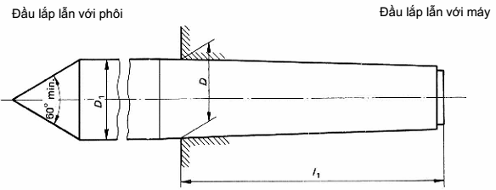 Đầu lắp lẫn với phôi
Đầu lắp lẫn với máy
60° min.
D₁
D
l₁